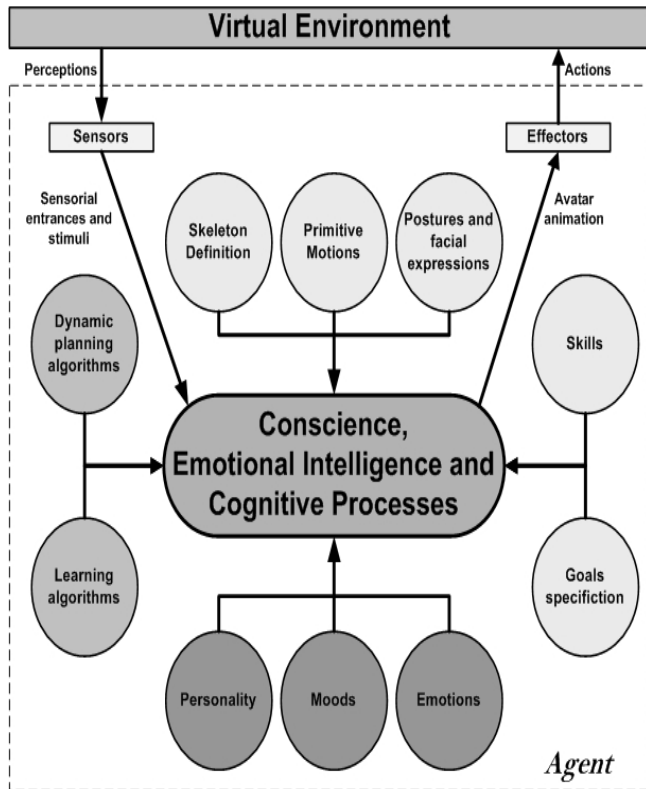 Virtual Environment
Perceptions
Actions
Sensors
Effectors
Sensorial
entrances and
stimuli
Skeleton
Definition
Primitive
Motions
Postures and
facial
expressions
Avatar
animation
Dynamic
planning
algorithms
Skills
Conscience,
Emotional Intelligence and
Cognitive Processes
Learning
algorithms
Goals
specifiction
Personality
Moods
Emotions
Agent